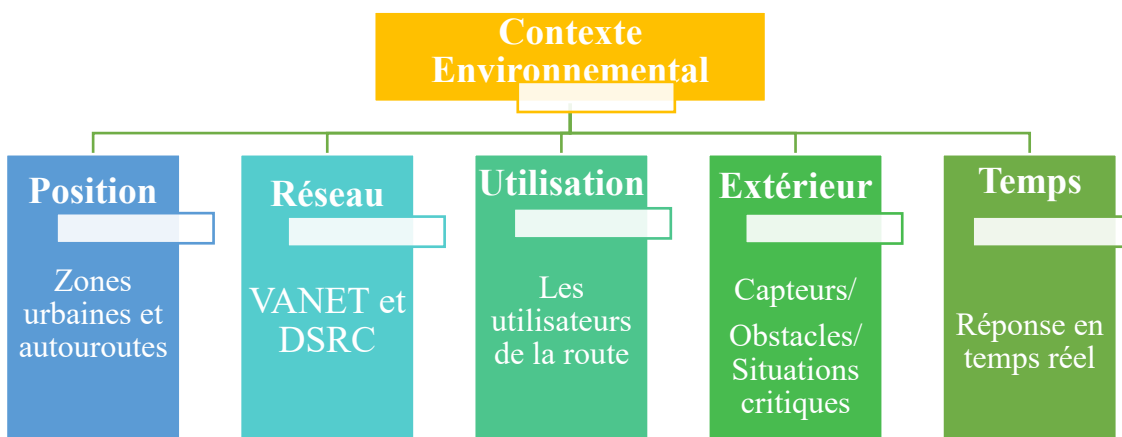 Contexte
Environnemental
Position
Zones
urbaines et
autouroutes
Réseau
VANET et
DSRC
Utilisation
Les
utilisateurs
de la route
Extérieur
Capteurs/
Obstacles/
Situations
critiques
Temps
Réponse en
temps réel